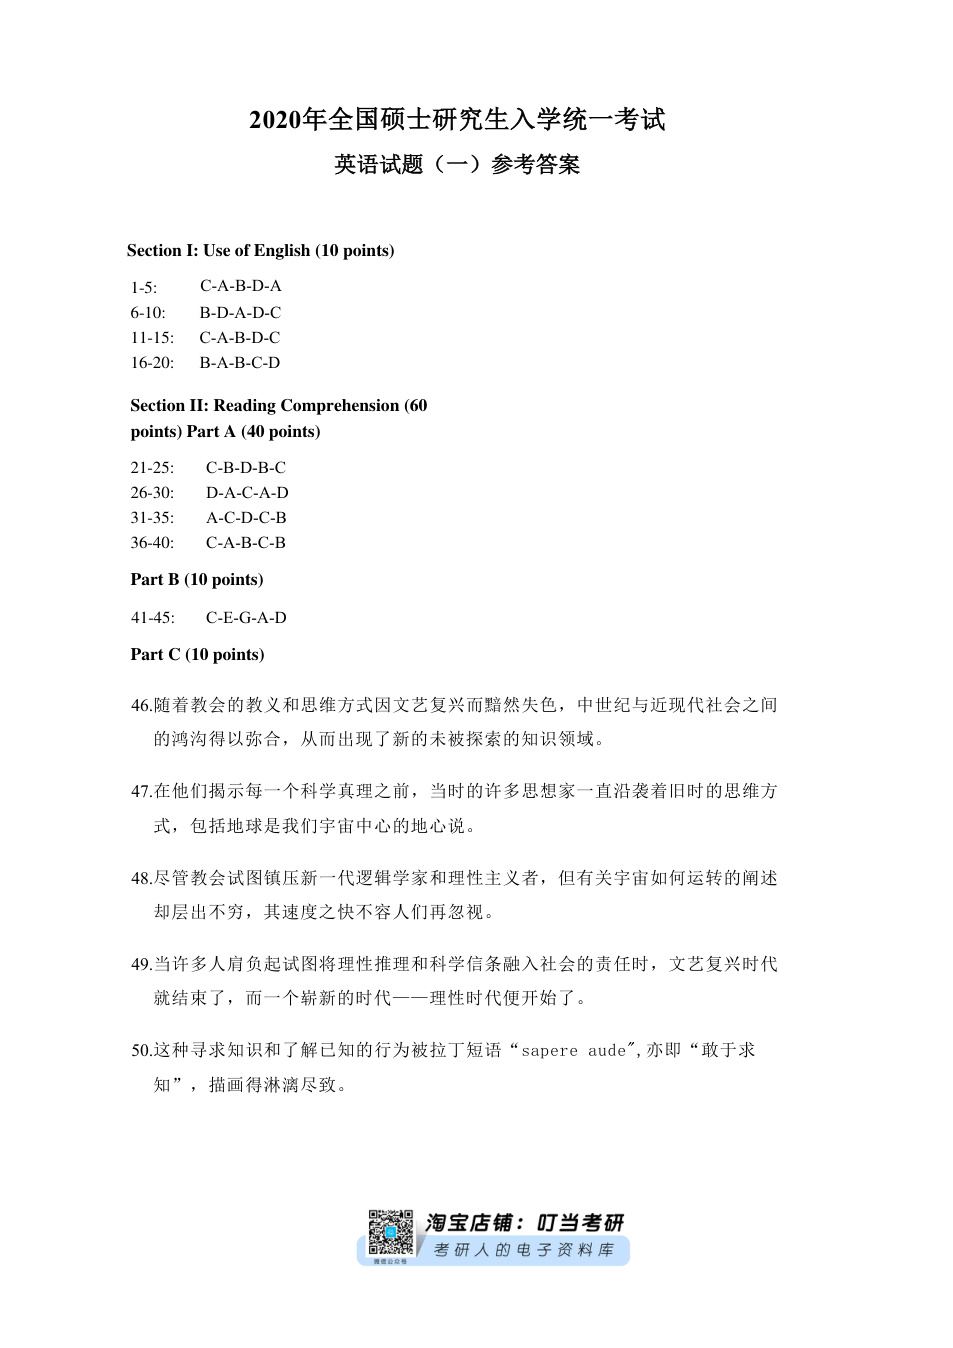 2020年全国硕士研究生入学统一考试
英语试题（一）参考答案
Section I: Use of English (10 points)
1-5: C-A-B-D-A
6-10: B-D-A-D-C
11-15: C-A-B-D-C
16-20: B-A-B-C-D
Section II: Reading Comprehension (60
points) Part A (40 points)
21-25: C-B-D-B-C
26-30: D-A-C-A-D
31-35: A-C-D-C-B
36-40: C-A-B-C-B
Part B (10 points)
41-45: C-E-G-A-D
Part C (10 points)
46.随着教会的教义和思维方式因文艺复兴而黯然失色，中世纪与近现代社会之间
的鸿沟得以弥合，从而出现了新的未被探索的知识领域。
47.在他们揭示每一个科学真理之前，当时的许多思想家一直沿袭着旧时的思维方
式，包括地球是我们宇宙中心的地心说。
48.尽管教会试图镇压新一代逻辑学家和理性主义者，但有关宇宙如何运转的阐述
却层出不穷，其速度之快不容人们再忽视。
49.当许多人肩负起试图将理性推理和科学信条融入社会的责任时，文艺复兴时代
就结束了，而一个崭新的时代——理性时代便开始了。
50.这种寻求知识和了解已知的行为被拉丁短语“sapere aude",亦即“敢于求
知”，描画得淋漓尽致。
淘宝店铺：叮当考研
考研人的电子资料库
微信公众号